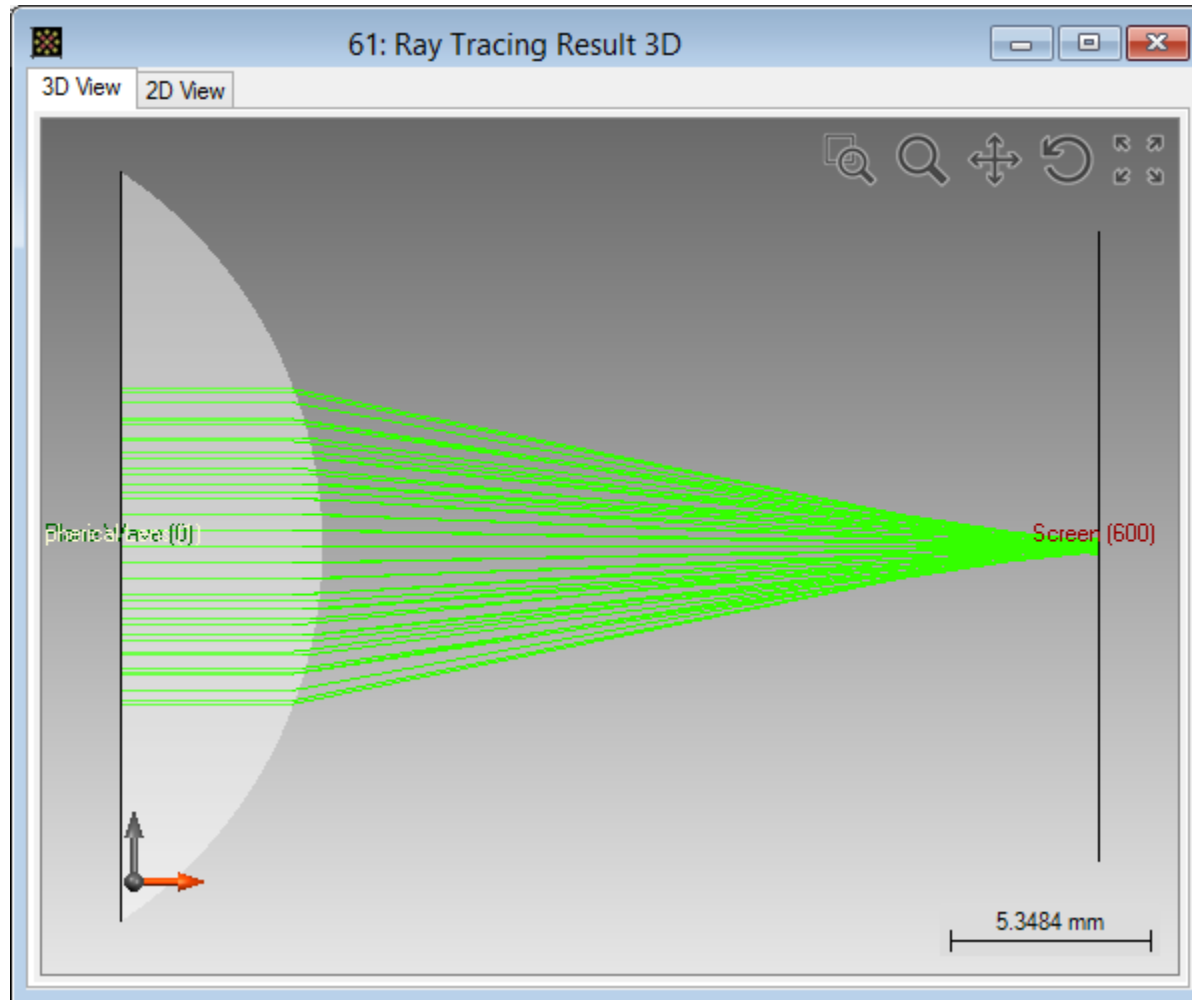 61: Ray Tracing Result 3D
3D View
2D View
Screen (600)
5.3484 mm